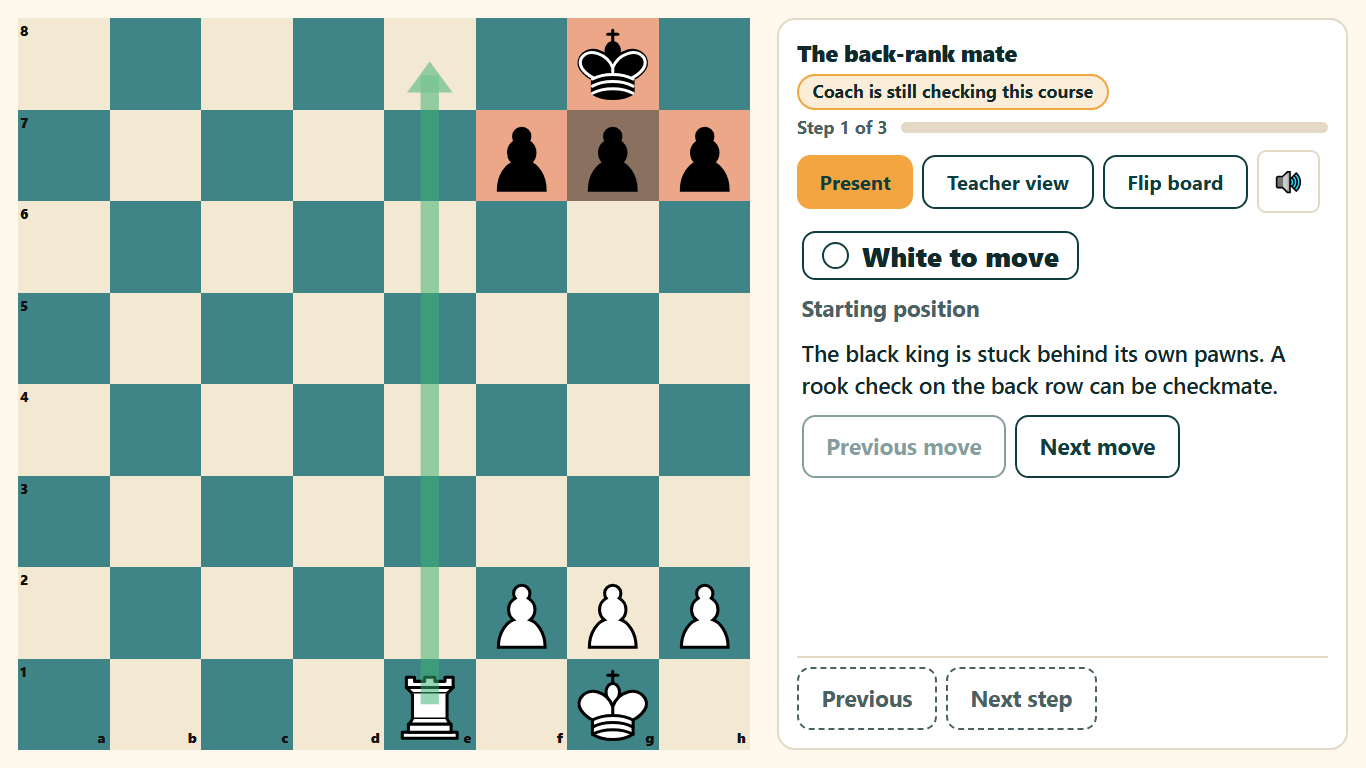 8
7
6
5
4
3
2
1
a b c d e f g h
The back-rank mate
Coach is still checking this course
Step 1 of 3
Present Teacher view Flip board
White to move
Starting position
The black king is stuck behind its own pawns. A
rook check on the back row can be checkmate.
Previous move Next move
Previous Next step